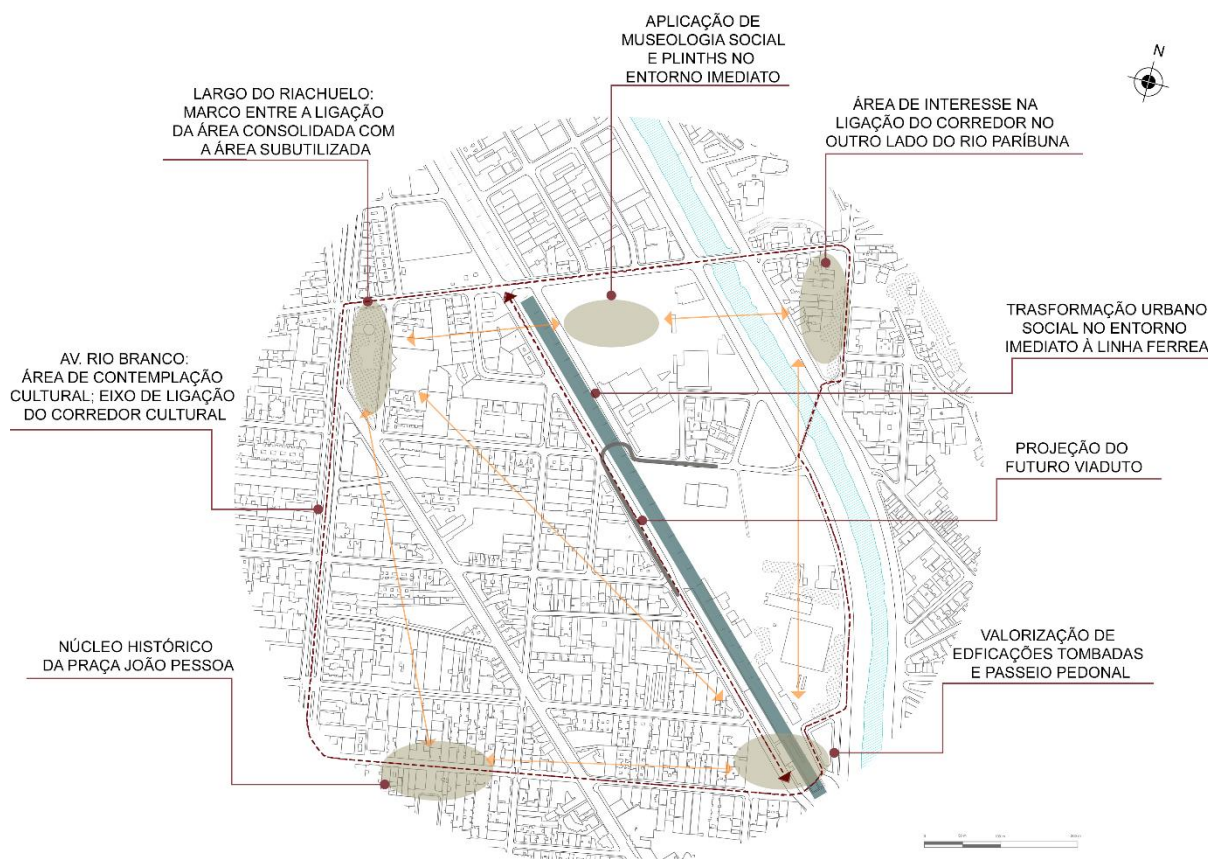 APLICAÇÃO DE
MUSEOLOGIA SOCIAL
E PLINTHS NO
ENTORNO IMEDIATO
N
LARGO DO RIACHUELO:
MARCO ENTRE A LIGAÇÃO
DA ÁREA CONSOLIDADA COM
A ÁREA SUBUTILIZADA
ÁREA DE INTERESSE NA
LIGAÇÃO DO CORREDOR NO
OUTRO LADO DO RIO PARÍBUNA
TRASFORMAÇÃO URBANO
SOCIAL NO ENTORNO
IMEDIATO À LINHA FERREA
AV. RIO BRANCO:
ÁREA DE CONTEMPLAÇÃO
CULTURAL; EIXO DE LIGAÇÃO
DO CORREDOR CULTURAL
PROJEÇÃO DO
FUTURO VIADUTO
NÚCLEO HISTÓRICO
DA PRAÇA JOÃO PESSOA
VALORIZAÇÃO DE
EDFICAÇÕES TOMBADAS
E PASSEIO PEDONAL